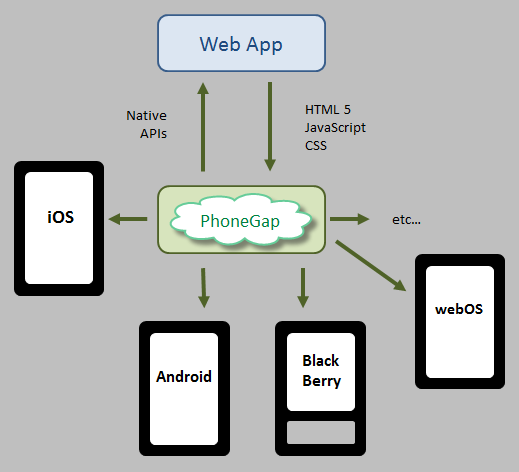 Web App
Native
APIs
HTML 5
JavaScript
CSS
iOS
PhoneGap
etc...
webOS
Android
Black
Berry